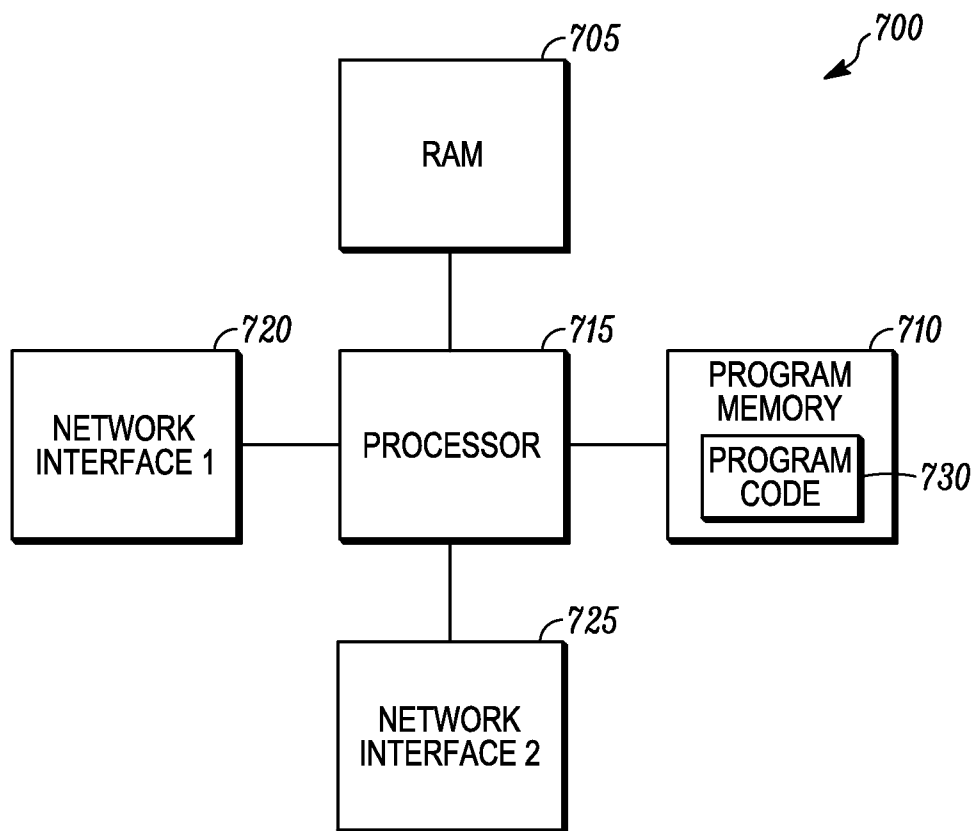 705
700
RAM
720
715
710
NETWORK
INTERFACE 1
PROCESSOR
PROGRAM
MEMORY
PROGRAM
CODE
730
725
NETWORK
INTERFACE 2